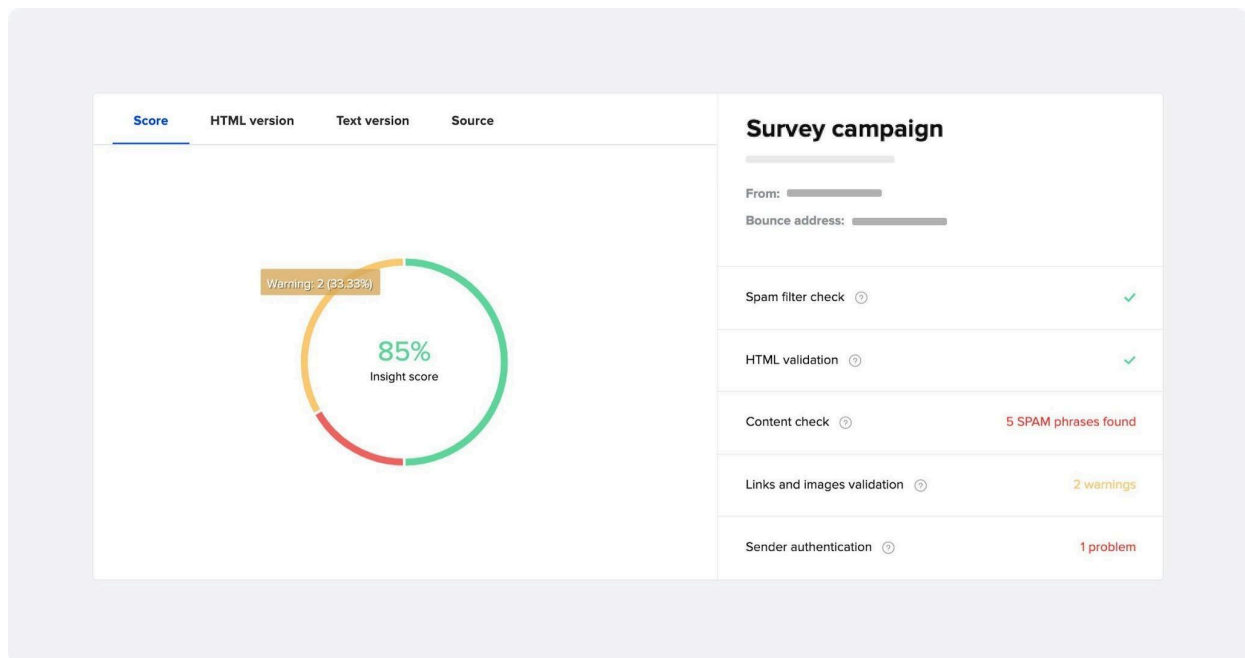 Score HTML version Text version Source
Warning: 2 (33.33%)
85%
Insight score
Survey campaign
From:
Bounce address:
Spam filter check ?
HTML validation ?
Content check ? 5 SPAM phrases found
Links and images validation ? 2 warnings
Sender authentication ? 1 problem